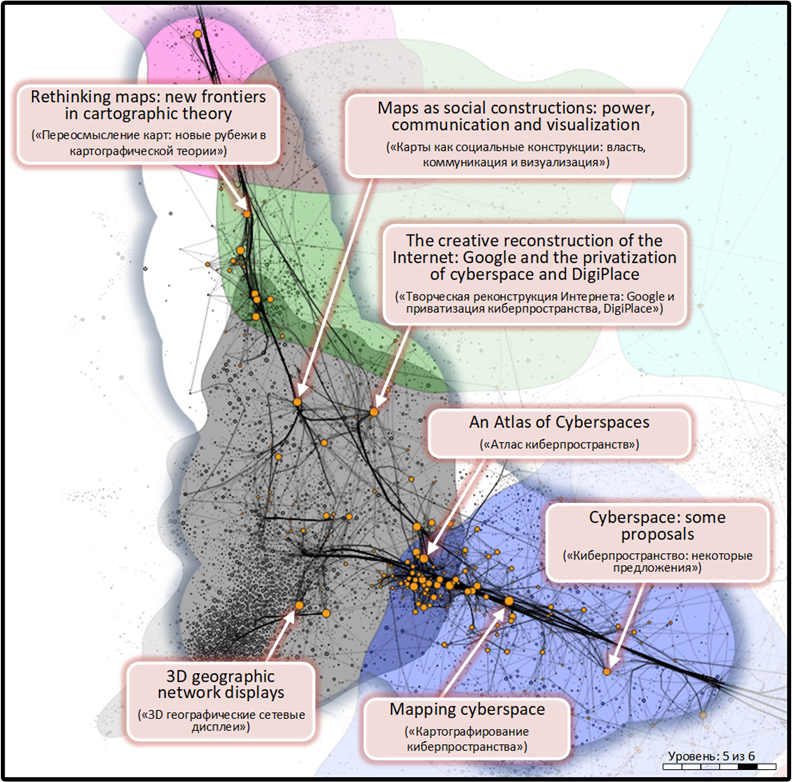 Rethinking maps: new frontiers
in cartographic theory
(«Переосмысление карт: новые рубежи в
картографической теории»)
Maps as social constructions: power,
communication and visualization
(«Карты как социальные конструкции: власть,
коммуникация и визуализация»)
The creative reconstruction of the
Internet: Google and the privatization
of cyberspace and DigiPlace
(«Творческая реконструкция Интернета: Google и
приватизация киберпространства, DigiPlace»)
An Atlas of Cyberspaces
(«Атлас киберпространств»)
Cyberspace: some
proposals
(«Киберпространство: некоторые
предложения»)
3D geographic
network displays
(«3D географические сетевые
дисплеи»)
Mapping cyberspace
(«Картографирование
киберпространства»)
Уровень: 5 из 6